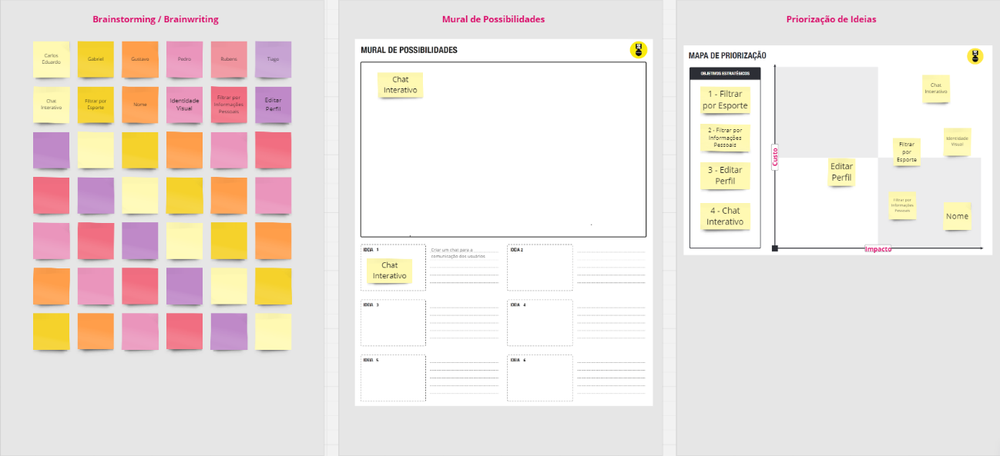 Brainstorming / Brainwriting
Carlos
Eduardo
Gabriel
Gustavo
Pedro
Rubens
Tiago
Chat
Interativo
Filtrar por
Esporte
Nome
Identidade
Visual
Filtrar por
Informações
Pessoais
Editar
Perfil
Mural de Possibilidades
MURAL DE POSSIBILIDADES
Chat
Interativo
IDEIA 1
Chat
Interativo
Criar um chat para a
comunicação dos usuários
IDEIA 2
IDEIA 3
IDEIA 4
IDEIA 5
IDEIA 6
Priorização de Ideias
MAPA DE PRIORIZAÇÃO
OBJETIVOS ESTRATÉGICOS
1 - Filtrar
por Esporte
2 - Filtrar por
Informações
Pessoais
3 - Editar
Perfil
4 - Chat
Interativo
Custo
Chat
Interativo
Identidade
Visual
Filtrar
por
Esporte
Editar
Perfil
Filtrar por
Informações
Pessoais
Nome
Impacto